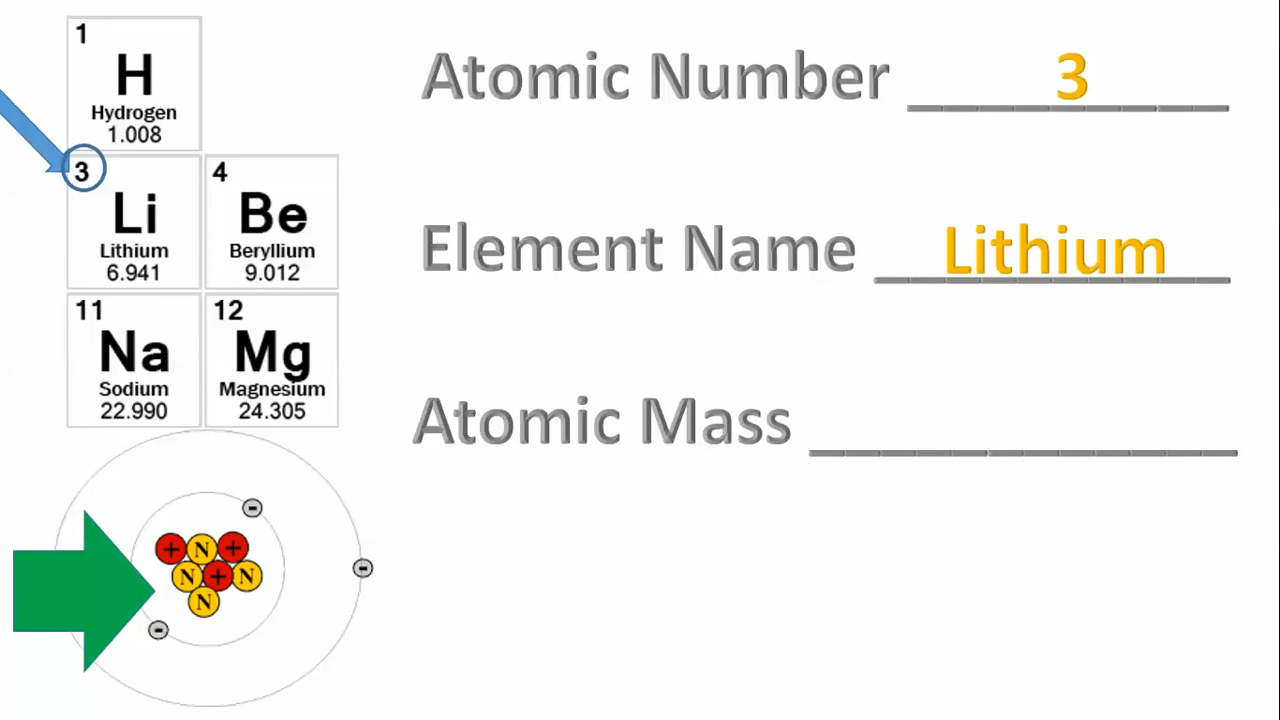 1
H
Hydrogen
1.008
3
Li
Lithium
6.941
4
Be
Beryllium
9.012
11
Na
Sodium
22.990
12
Mg
Magnesium
24.305
Atomic Number 3
Element Name Lithium
Atomic Mass
-
+ N +
-
N + N
N
-